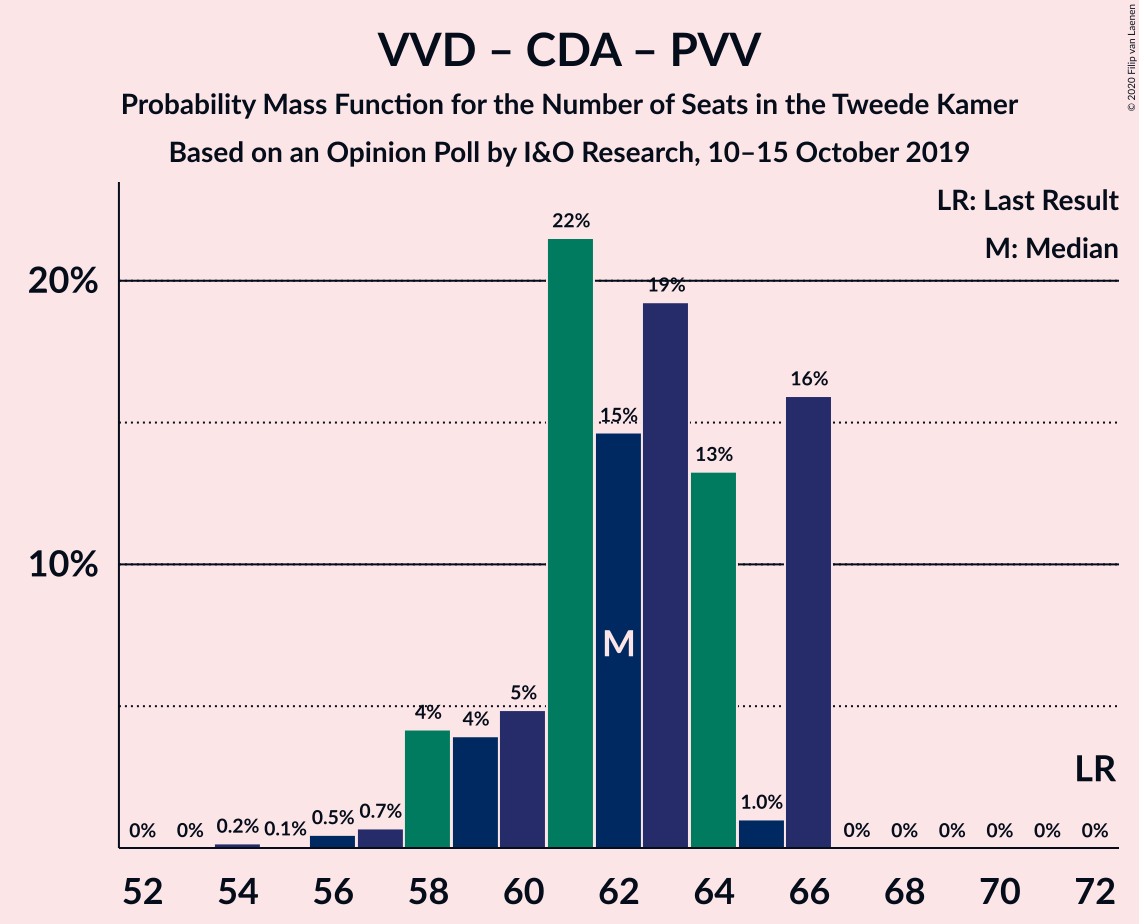 VVD – CDA – PVV
Probability Mass Function for the Number of Seats in the Tweede Kamer
Based on an Opinion Poll by I&O Research, 10–15 October 2019
© 2020 Filip van Laenen
LR: Last Result
M: Median
20%
10%
0% 0% 0.2% 0.1% 0.5% 0.7% 4% 4% 5% 22% 15% 19% 13% 1.0% 16% 0% 0% 0% 0% 0% 0%
M
LR
52 54 56 58 60 62 64 66 68 70 72